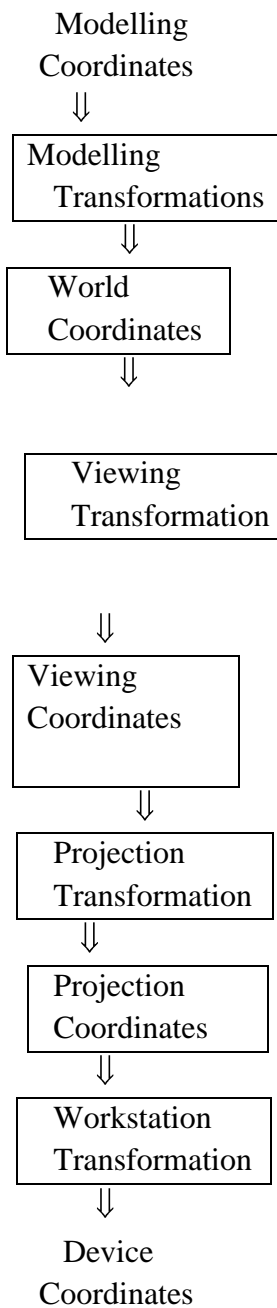 Modelling
Coordinates
⇓
Modelling
Transformations
⇓
World
Coordinates
⇓
Viewing
Transformation
⇓
Viewing
Coordinates
⇓
Projection
Transformation
⇓
Projection
Coordinates
⇓
Workstation
Transformation
⇓
Device
Coordinates